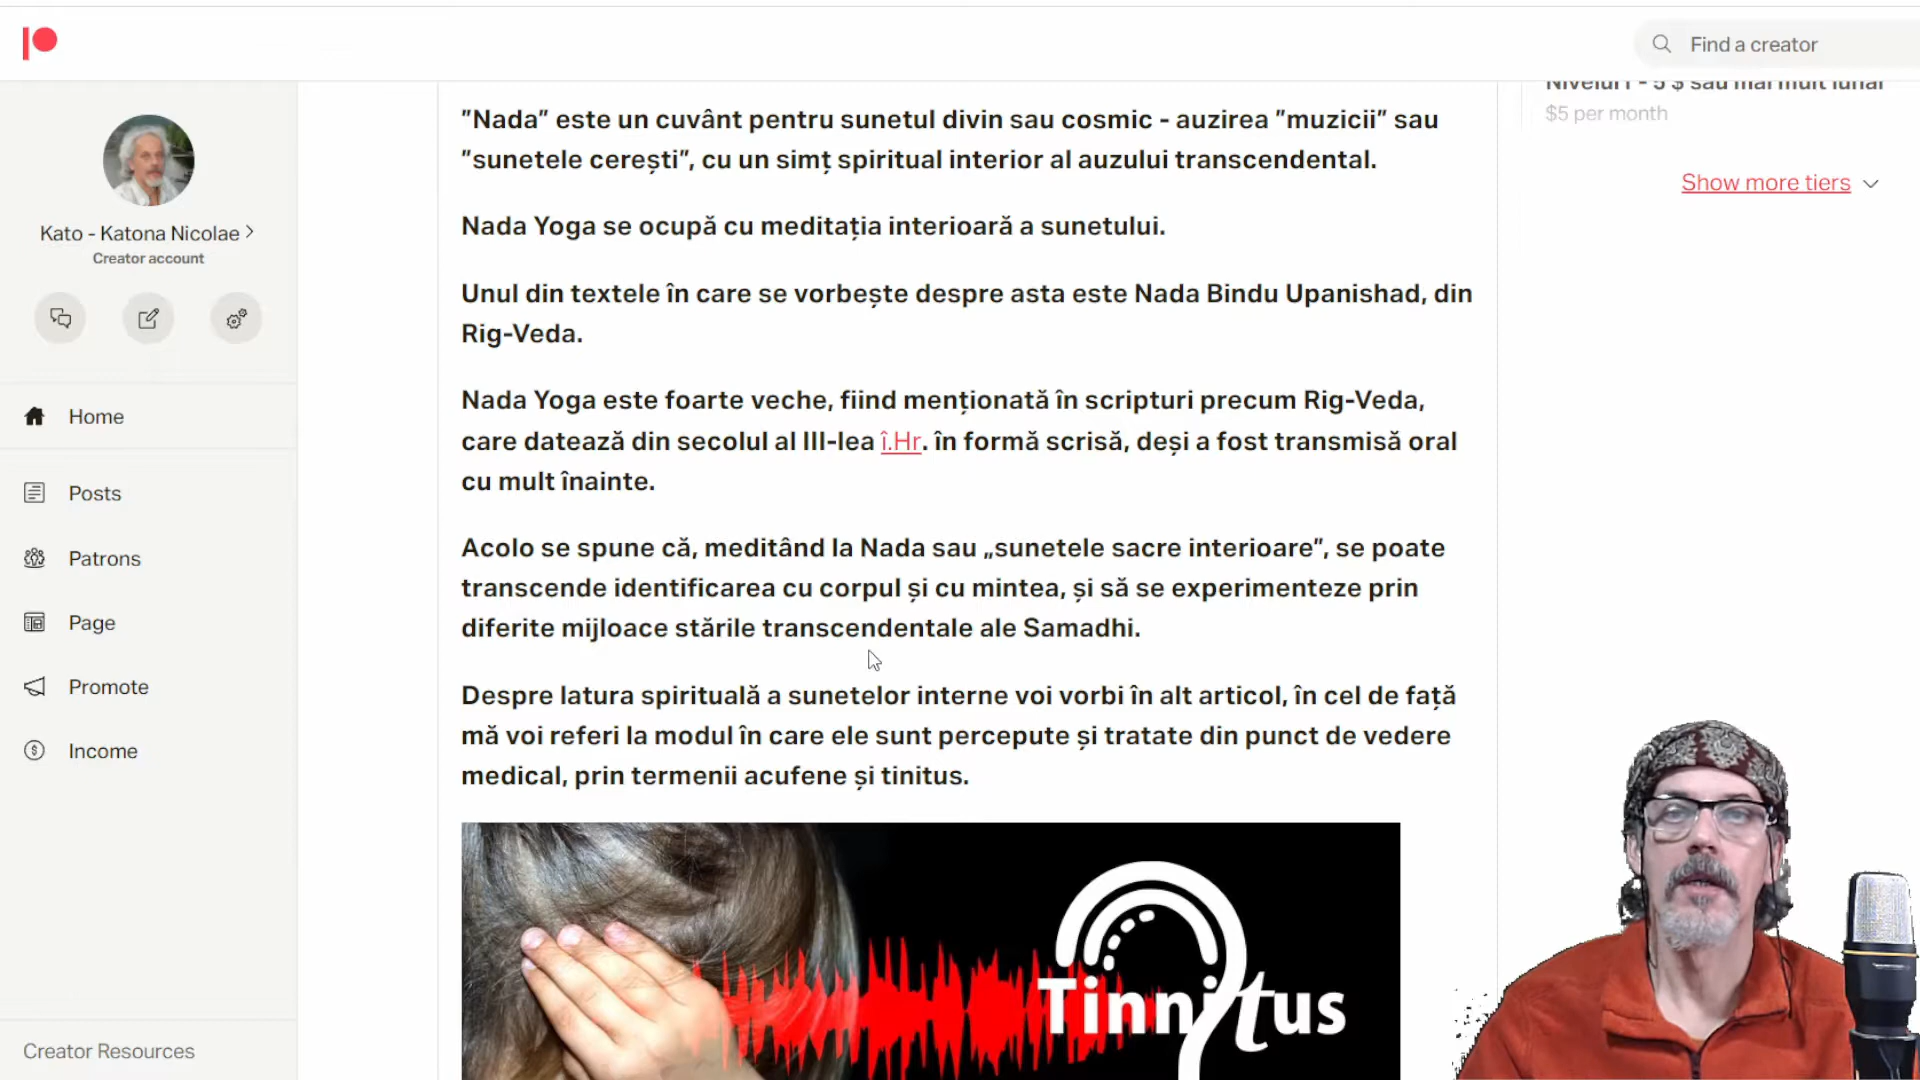 Find a creator
Nivelul I - 5 $ sau mai mult lunar
$5 per month
Show more tiers
Kato - Katona Nicolae
Creator account
Home
Posts
Patrons
Page
Promote
Income
Creator Resources
"Nada” este un cuvânt pentru sunetul divin sau cosmic - auzirea ”muzicii” sau
”sunetele cerești”, cu un simț spiritual interior al auzului transcendental.
Nada Yoga se ocupă cu meditația interioară a sunetului.
Unul din textele în care se vorbește despre asta este Nada Bindu Upanishad, din
Rig-Veda.
Nada Yoga este foarte veche, fiind menționată în scripturi precum Rig-Veda,
care datează din secolul al III-lea î.Hr. în formă scrisă, deși a fost transmisă oral
cu mult înainte.
Acolo se spune că, meditând la Nada sau „sunetele sacre interioare”, se poate
transcende identificarea cu corpul și cu mintea, și să se experimenteze prin
diferite mijloace stările transcendentale ale Samadhi.
Despre latura spirituală a sunetelor interne voi vorbi în alt articol, în cel de față
mă voi referi la modul în care ele sunt percepute și tratate din punct de vedere
medical, prin termenii acufene și tinitus.
Tinnitus